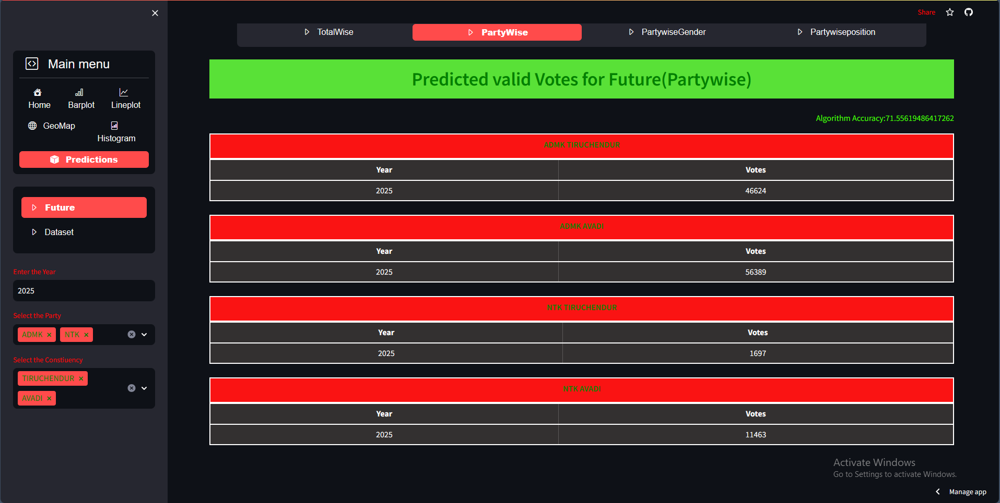 Main menu
Home
Barplot
Lineplot
GeoMap
Histogram
Predictions
Future
Dataset
Enter the Year
2025
Select the Party
ADMK NTK
Select the Constiuency
TIRUCHENDUR
AVADI
Share
TotalWise PartyWise PartywiseGender Partywiseposition
Predicted valid Votes for Future(Partywise)
Algorithm Accuracy:71.55619486417262
ADMK TIRUCHENDUR
Year Votes
2025 46624
ADMK AVADI
Year Votes
2025 56389
NTK TIRUCHENDUR
Year Votes
2025 1697
NTK AVADI
Year Votes
2025 11463
Activate Windows
Go to Settings to activate Windows.
Manage app